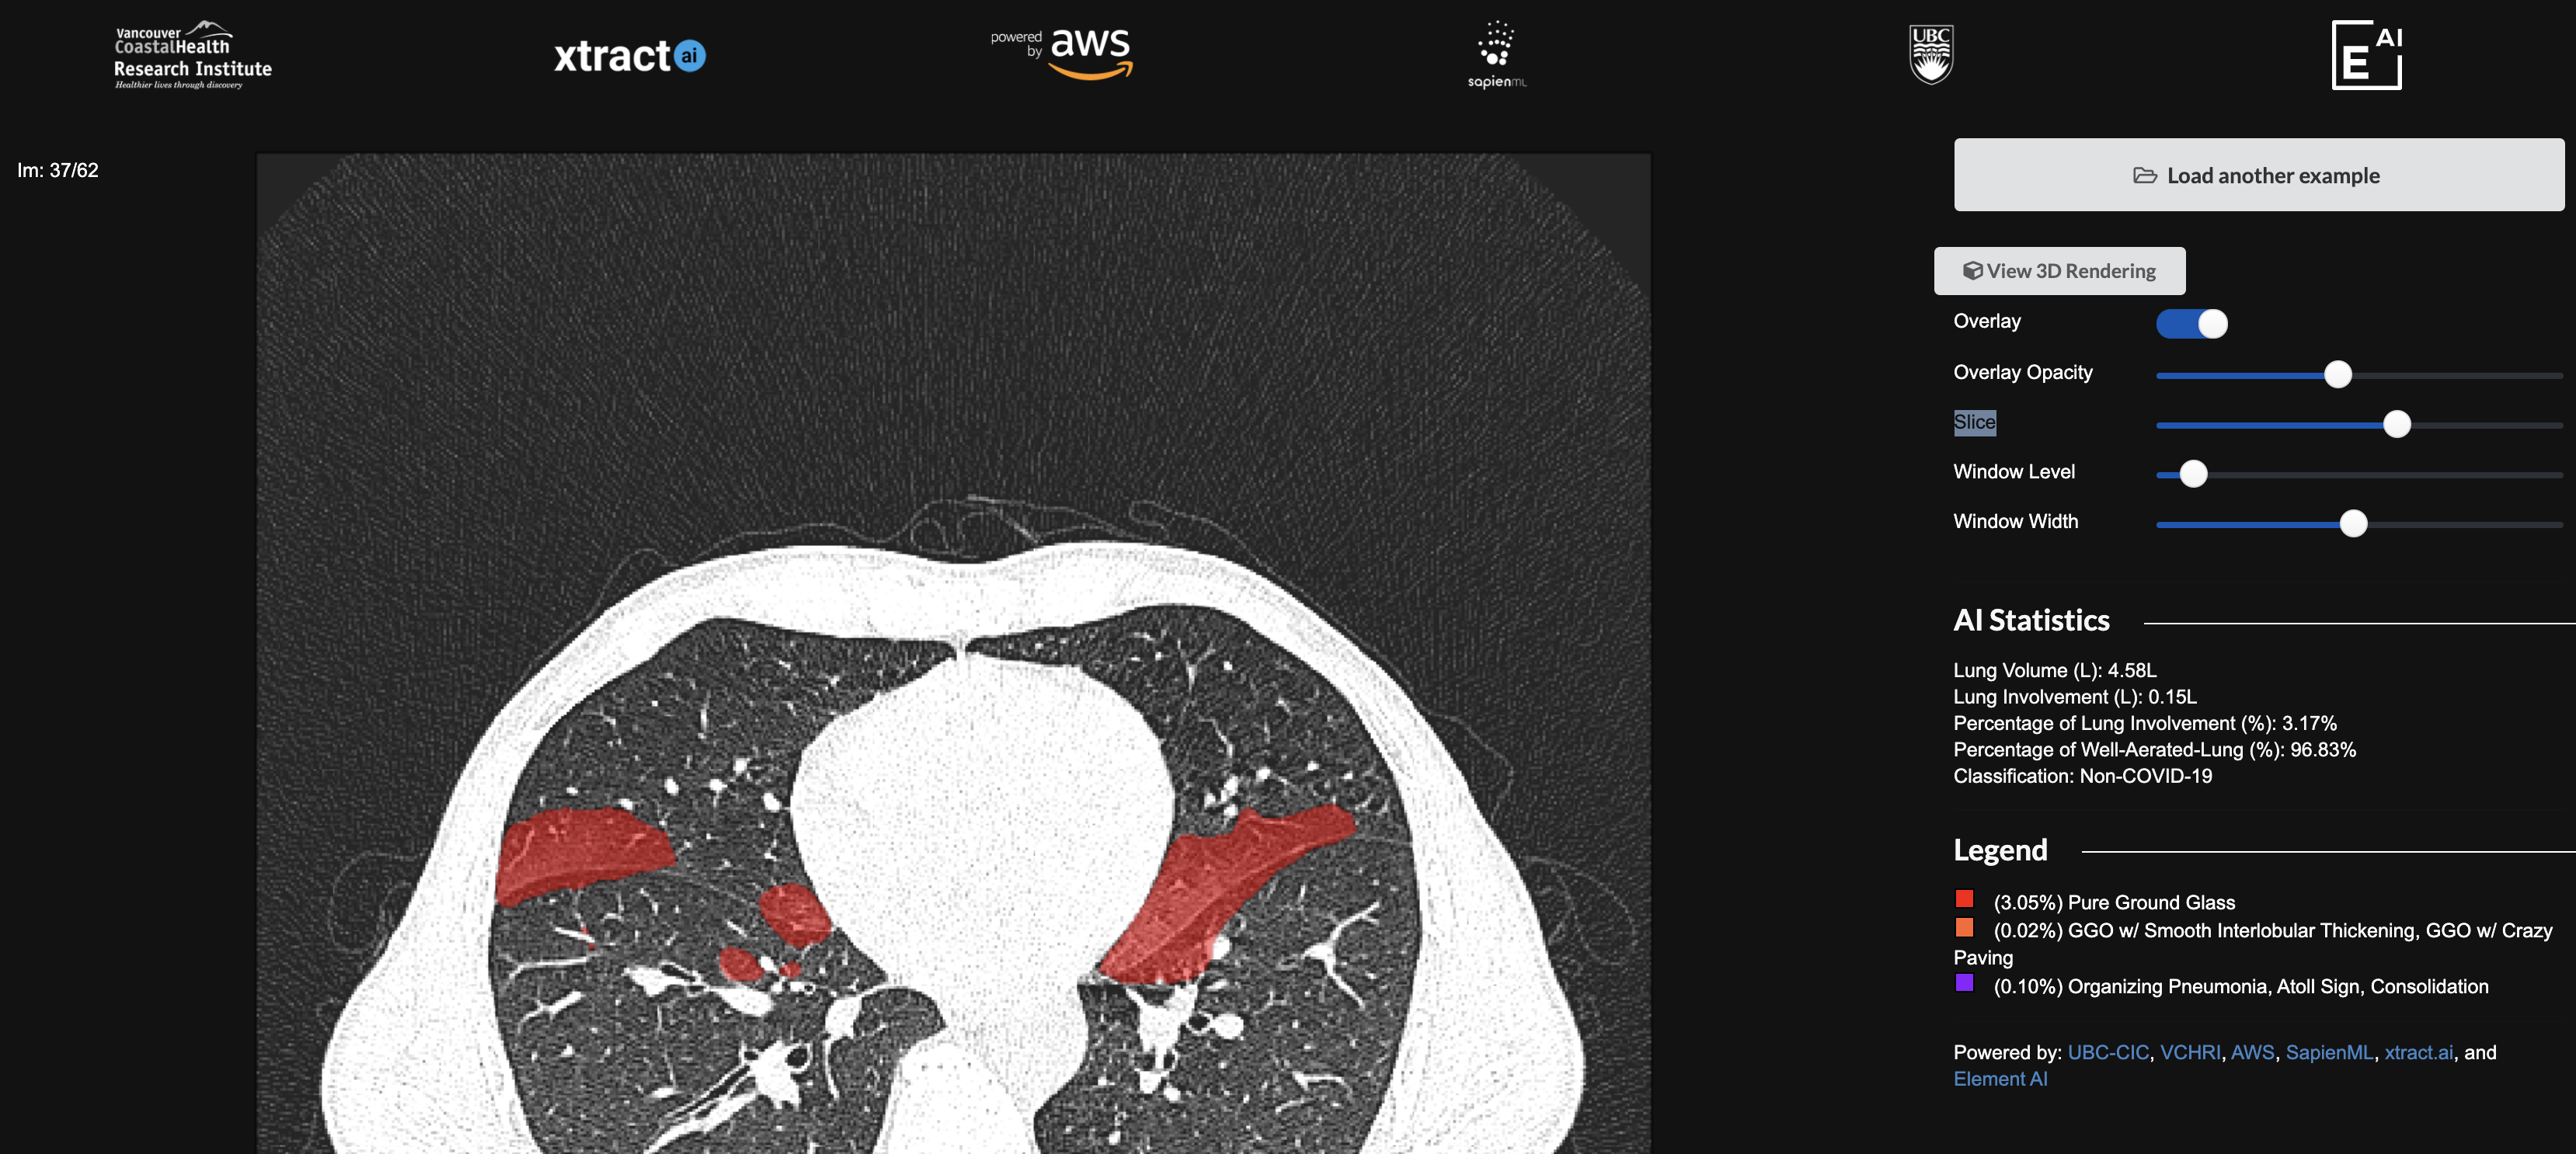 Vancouver
CoastalHealth
Research Institute
Healthier lives through discovery
xtract ai
powered
by aws
sapienML
UBC
E AI
Im: 37/62
Load another example
View 3D Rendering
Overlay
Overlay Opacity
Slice
Window Level
Window Width
AI Statistics
Lung Volume (L): 4.58L
Lung Involvement (L): 0.15L
Percentage of Lung Involvement (%): 3.17%
Percentage of Well-Aerated-Lung (%): 96.83%
Classification: Non-COVID-19
Legend
(3.05%) Pure Ground Glass
(0.02%) GGO w/ Smooth Interlobular Thickening, GGO w/ Crazy
Paving
(0.10%) Organizing Pneumonia, Atoll Sign, Consolidation
Powered by: UBC-CIC, VCHRI, AWS, SapienML, xtract.ai, and
Element AI